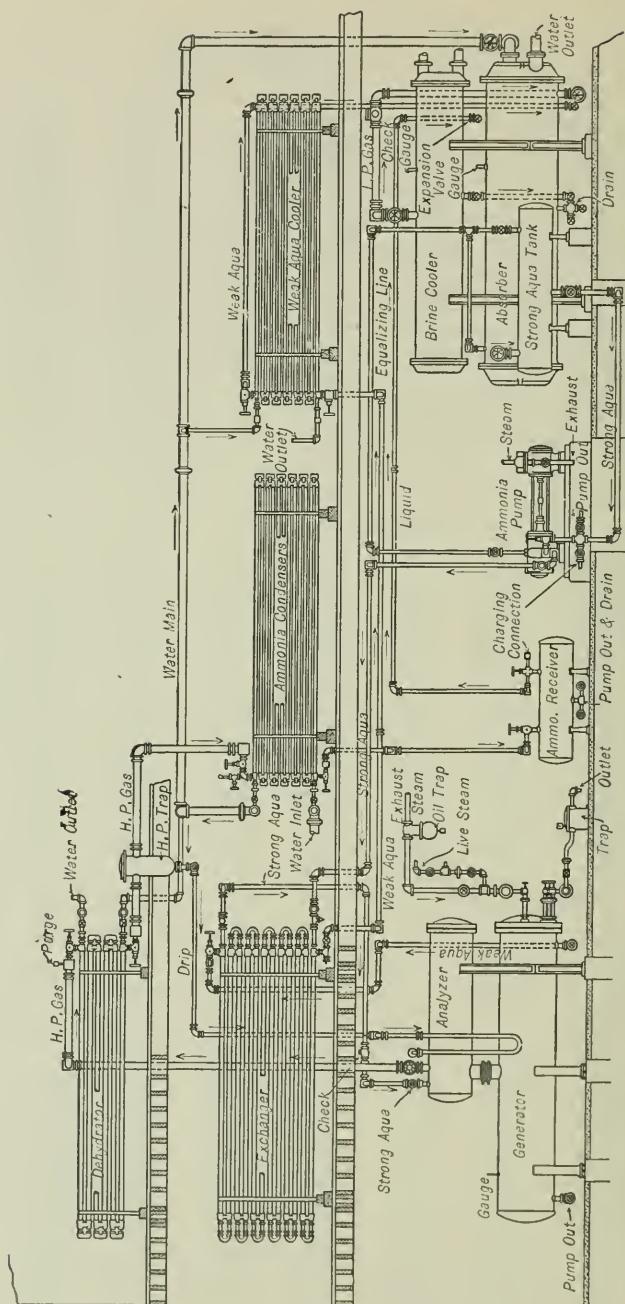 Purge
Water Outlet
H.P. Gas
Dehydrator
H.P. Gas
H.P. Trap
Water Main
Drip
Exchanger
Check
Strong Aqua
Water Inlet
Ammonia Condensers
Water
Outlet
Weak Aqua
Weak Aqua Cooler
Strong Aqua
Strong Aqua
Weak Aqua
Exhaust
Steam
Oil Trap
Live Steam
Analyzer
Weak Aqua
Generator
Gauge
Pump Out
Trap
Outlet
Pump Out & Drain
Ammo. Receiver
Charging
Connection
Liquid
Equalizing Line
Ammonia
Pump
Steam
Exhaust
Pump Out
Strong Aqua
L.P. Gas
Check
Gauge
Expansion
Valve
Gauge
Brine Cooler
Absorber
Strong Aqua Tank
Drain
Water
Outlet